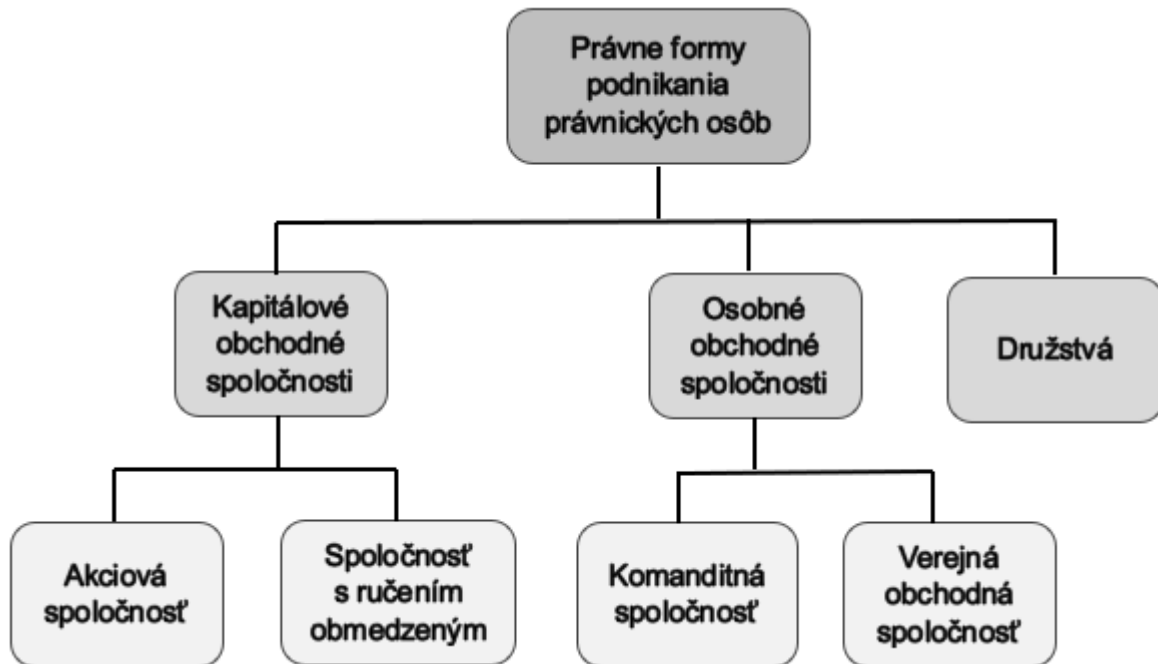 Právne formy
podnikania
právnických osôb
Kapitálové
obchodné
spoločnosti
Osobné
obchodné
spoločnosti
Družstvá
Akciová
spoločnosť
Spoločnosť
s ručením
obmedzeným
Komanditná
spoločnosť
Verejná
obchodná
spoločnosť